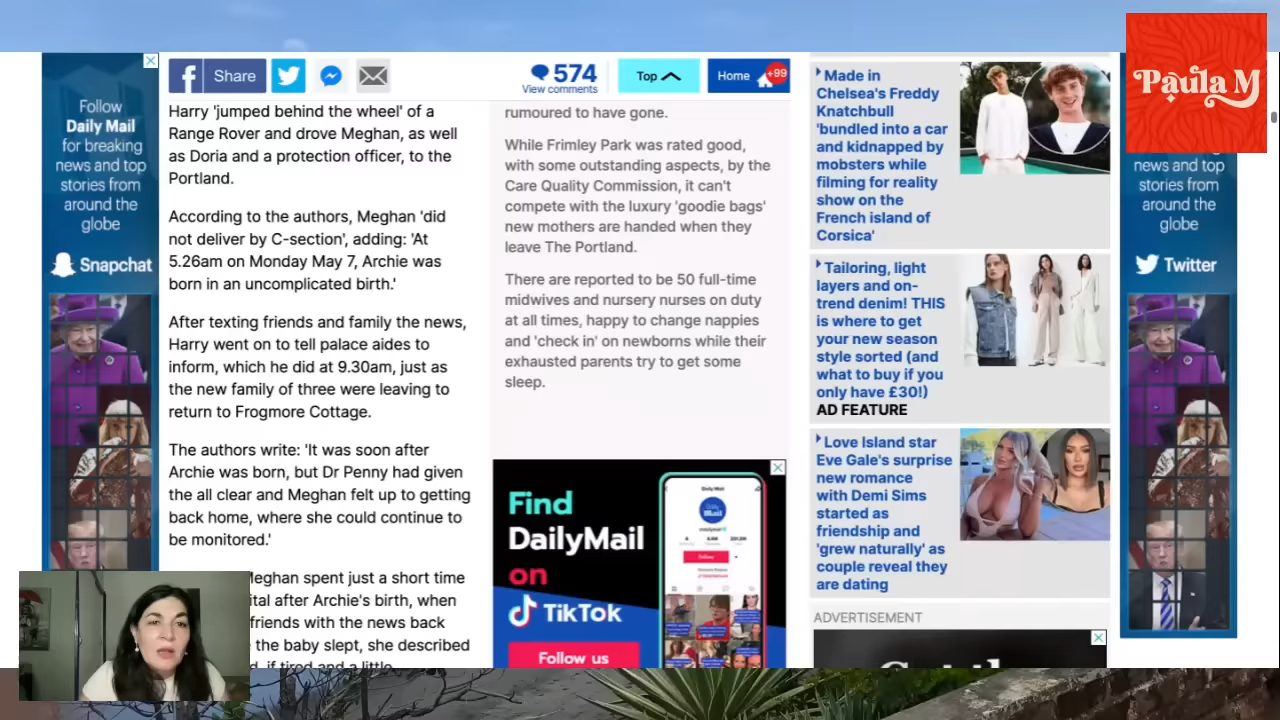 Follow
Daily Mail
for breaking
news and top
stories from
around the
globe
Snapchat
Share
574
View comments
Top
Home
+99
Harry 'jumped behind the wheel' of a
Range Rover and drove Meghan, as well
as Doria and a protection officer, to the
Portland.
According to the authors, Meghan 'did
not deliver by C-section', adding: 'At
5.26am on Monday May 7, Archie was
born in an uncomplicated birth.'
After texting friends and family the news,
Harry went on to tell palace aides to
inform, which he did at 9.30am, just as
the new family of three were leaving to
return to Frogmore Cottage.
The authors write: 'It was soon after
Archie was born, but Dr Penny had given
the all clear and Meghan felt up to getting
back home, where she could continue to
be monitored.'
Meghan spent just a short time
ital after Archie's birth, when
friends with the news back
the baby slept, she described
if tired and a little
rumoured to have gone.
While Frimley Park was rated good,
with some outstanding aspects, by the
Care Quality Commission, it can't
compete with the luxury 'goodie bags'
new mothers are handed when they
leave The Portland.
There are reported to be 50 full-time
midwives and nursery nurses on duty
at all times, happy to change nappies
and 'check in' on newborns while their
exhausted parents try to get some
sleep.
Find
DailyMail
on
TikTok
Follow us
Daily Mail
Follow
Made in
Chelsea's Freddy
Knatchbull
'bundled into a car
and kidnapped by
mobsters while
filming for reality
show on the
French island of
Corsica'
Tailoring, light
layers and on-
trend denim! THIS
is where to get
your new season
style sorted (and
what to buy if you
only have £30!)
AD FEATURE
Love Island star
Eve Gale's surprise
new romance
with Demi Sims
started as
friendship and
'grew naturally' as
couple reveal they
are dating
ADVERTISEMENT
Paula M
news and top
stories from
around the
globe
Twitter